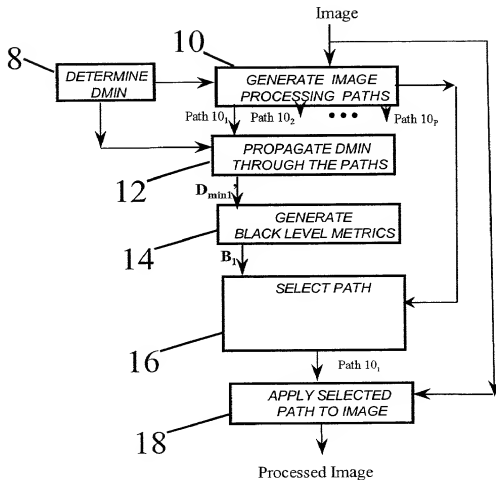 Image
10
8
DETERMINE
DMIN
GENERATE IMAGE
PROCESSING PATHS
Path 10₁
Path 10₂
•••
Path 10ₚ
PROPAGATE DMIN
THROUGH THE PATHS
12
Dₘᵢₙ₁'
GENERATE
BLACK LEVEL METRICS
14
B₁
SELECT PATH
16
Path 10ᵢ
APPLY SELECTED
PATH TO IMAGE
18
Processed Image